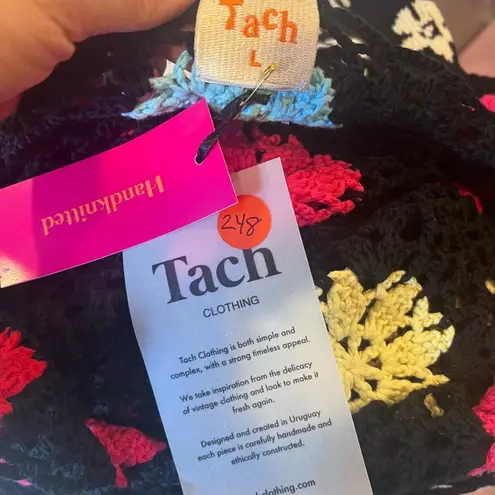 Tach
L
Handknitted
248
Tach
CLOTHING
Tach Clothing is both simple and
complex, with a strong timeless appeal.
We take inspiration from the delicacy
of vintage clothing and look to make it
fresh again.
Designed and created in Uruguay
each piece is carefully handmade and
ethically constructed.
clothing.com